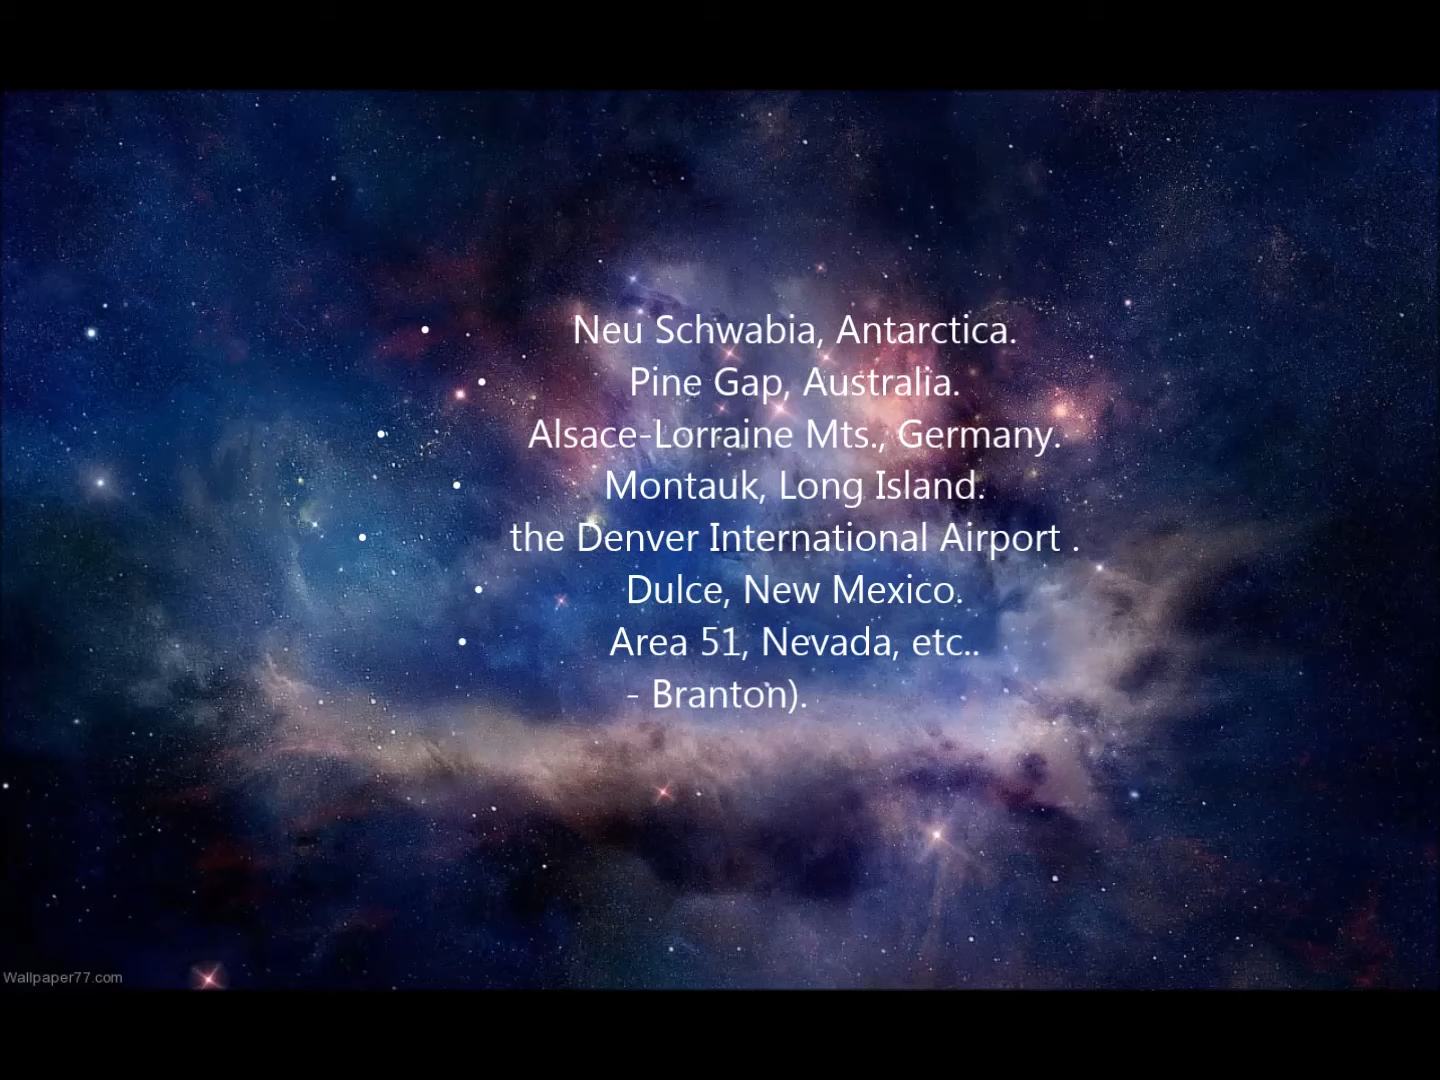 • Neu Schwabia, Antarctica.
• Pine Gap, Australia.
• Alsace-Lorraine Mts., Germany.
• Montauk, Long Island.
• the Denver International Airport .
• Dulce, New Mexico.
• Area 51, Nevada, etc..
- Branton).
Wallpaper77.com